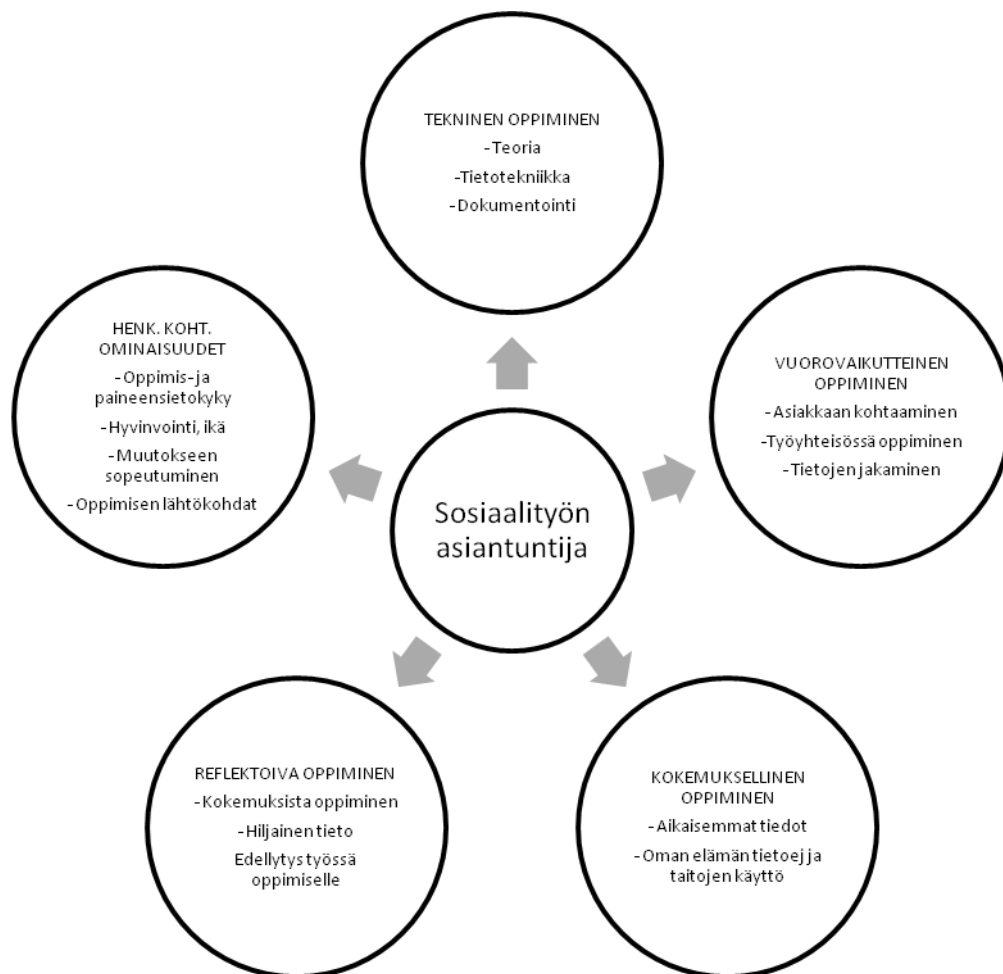 TEKNINEN OPPIMINEN
-Teoria
-Tietotekniikka
-Dokumentointi
HENK. KOHT.
OMINAISUUDET
-Oppimis-ja
paineensietokyky
-Hyvinvointi, ikä
-Muutokseen
sopeutuminen
-Oppimisen lähtökohdat
VUOROVAIKUTTEINEN
OPPIMINEN
-Asiakkaan kohtaaminen
-Työyhteisössä oppiminen
-Tietojen jakaminen
Sosiaalityön
asiantuntija
REFLEKTOIVA OPPIMINEN
-Kokemuksista oppiminen
-Hiljainen tieto
Edellytys työssä
oppimiselle
KOKEMUKSELLINEN
OPPIMINEN
-Aikaisemmat tiedot
-Oman elämän tietoej ja
taitojen käyttö